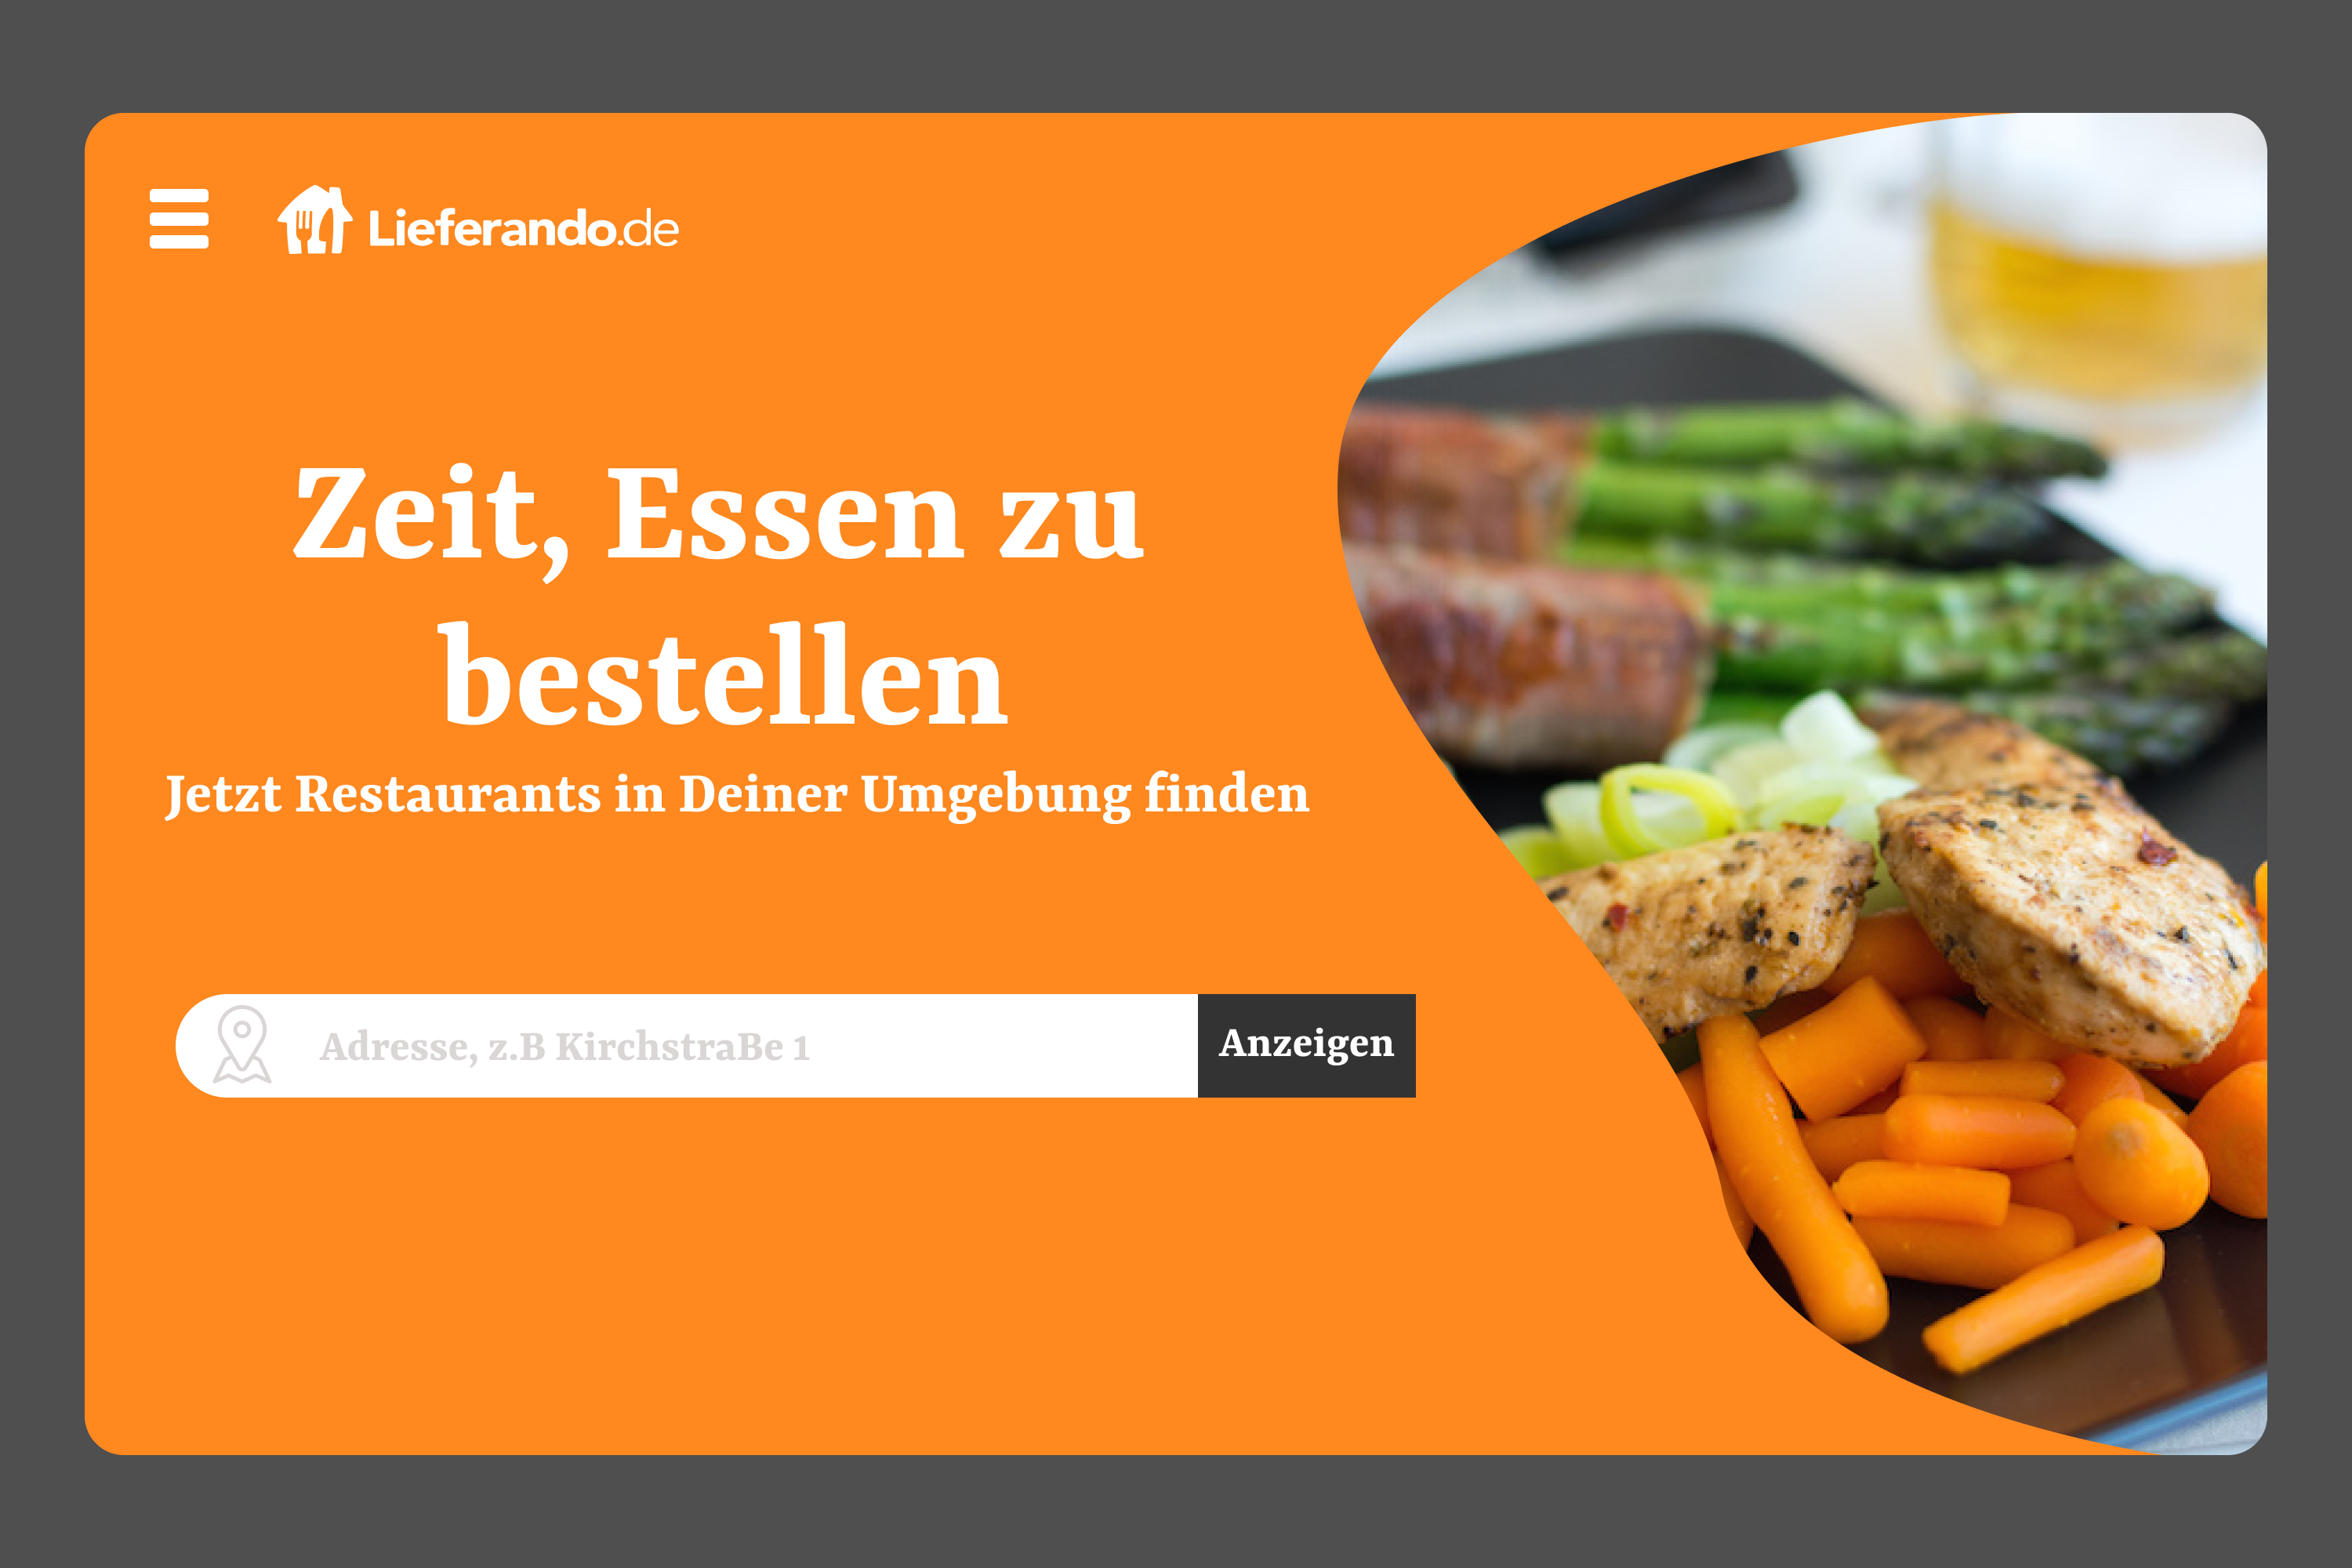 Lieferando.de
Zeit, Essen zu
bestellen
Jetzt Restaurants in Deiner Umgebung finden
Adresse, z.B KirchstraBe 1
Anzeigen